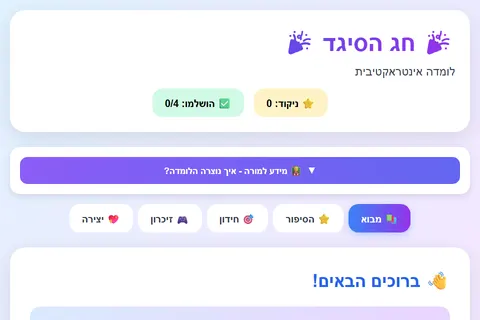 🎉 חג הסיגד 🎉
לומדה אינטראקטיבית
⭐ ניקוד: 0
✅ הושלמו: 0/4
▼ 👩‍🏫 מידע למורה - איך נוצרה הלומדה?
📚 מבוא
⭐ הסיפור
🎯 חידון
🎮 זיכרון
💖 יצירה
👋 ברוכים הבאים!